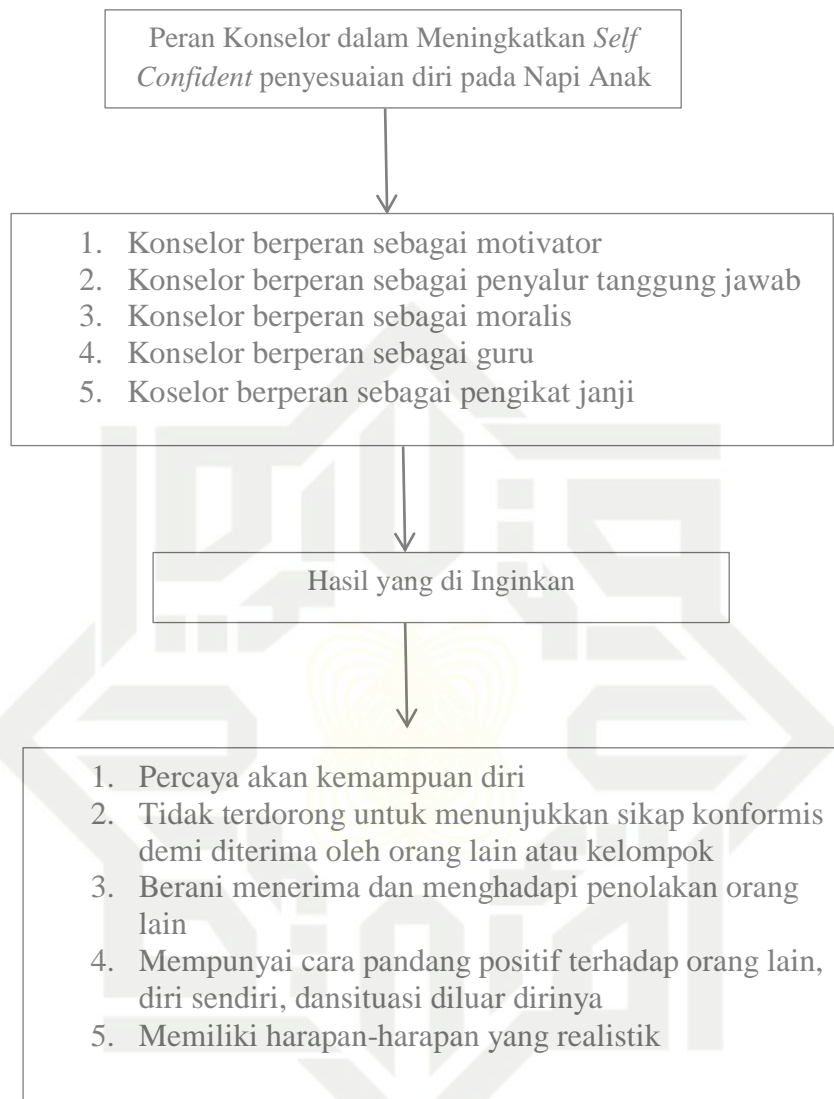 Peran Konselor dalam Meningkatkan Self
Confident penyesuaian diri pada Napi Anak
1. Konselor berperan sebagai motivator
2. Konselor berperan sebagai penyalur tanggung jawab
3. Konselor berperan sebagai moralis
4. Konselor berperan sebagai guru
5. Koselor berperan sebagai pengikat janji
Hasil yang di Inginkan
1. Percaya akan kemampuan diri
2. Tidak terdorong untuk menunjukkan sikap konformis
demi diterima oleh orang lain atau kelompok
3. Berani menerima dan menghadapi penolakan orang
lain
4. Mempunyai cara pandang positif terhadap orang lain,
diri sendiri, dansituasi diluar dirinya
5. Memiliki harapan-harapan yang realistik